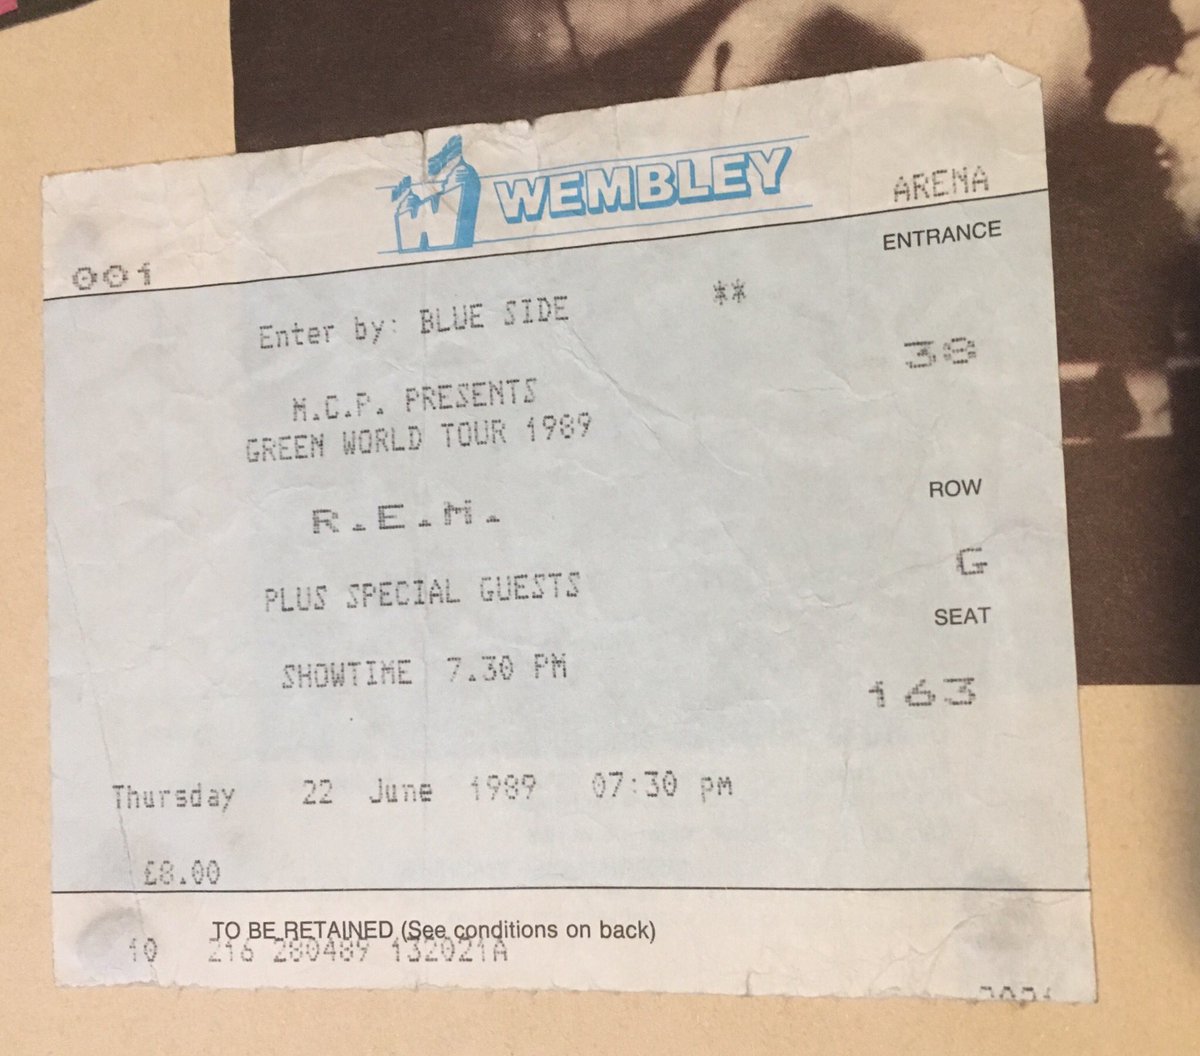 WEMBLEY
ARENA
001
ENTRANCE
Enter by: BLUE SIDE **
38
M.C.P. PRESENTS
GREEN WORLD TOUR 1989
R.E.M.
ROW
G
PLUS SPECIAL GUESTS
SEAT
SHOWTIME 7.30 PM
163
Thursday 22 June 1989 07:30 pm
£8.00
TO BE RETAINED (See conditions on back)
10 216 280489 132021A